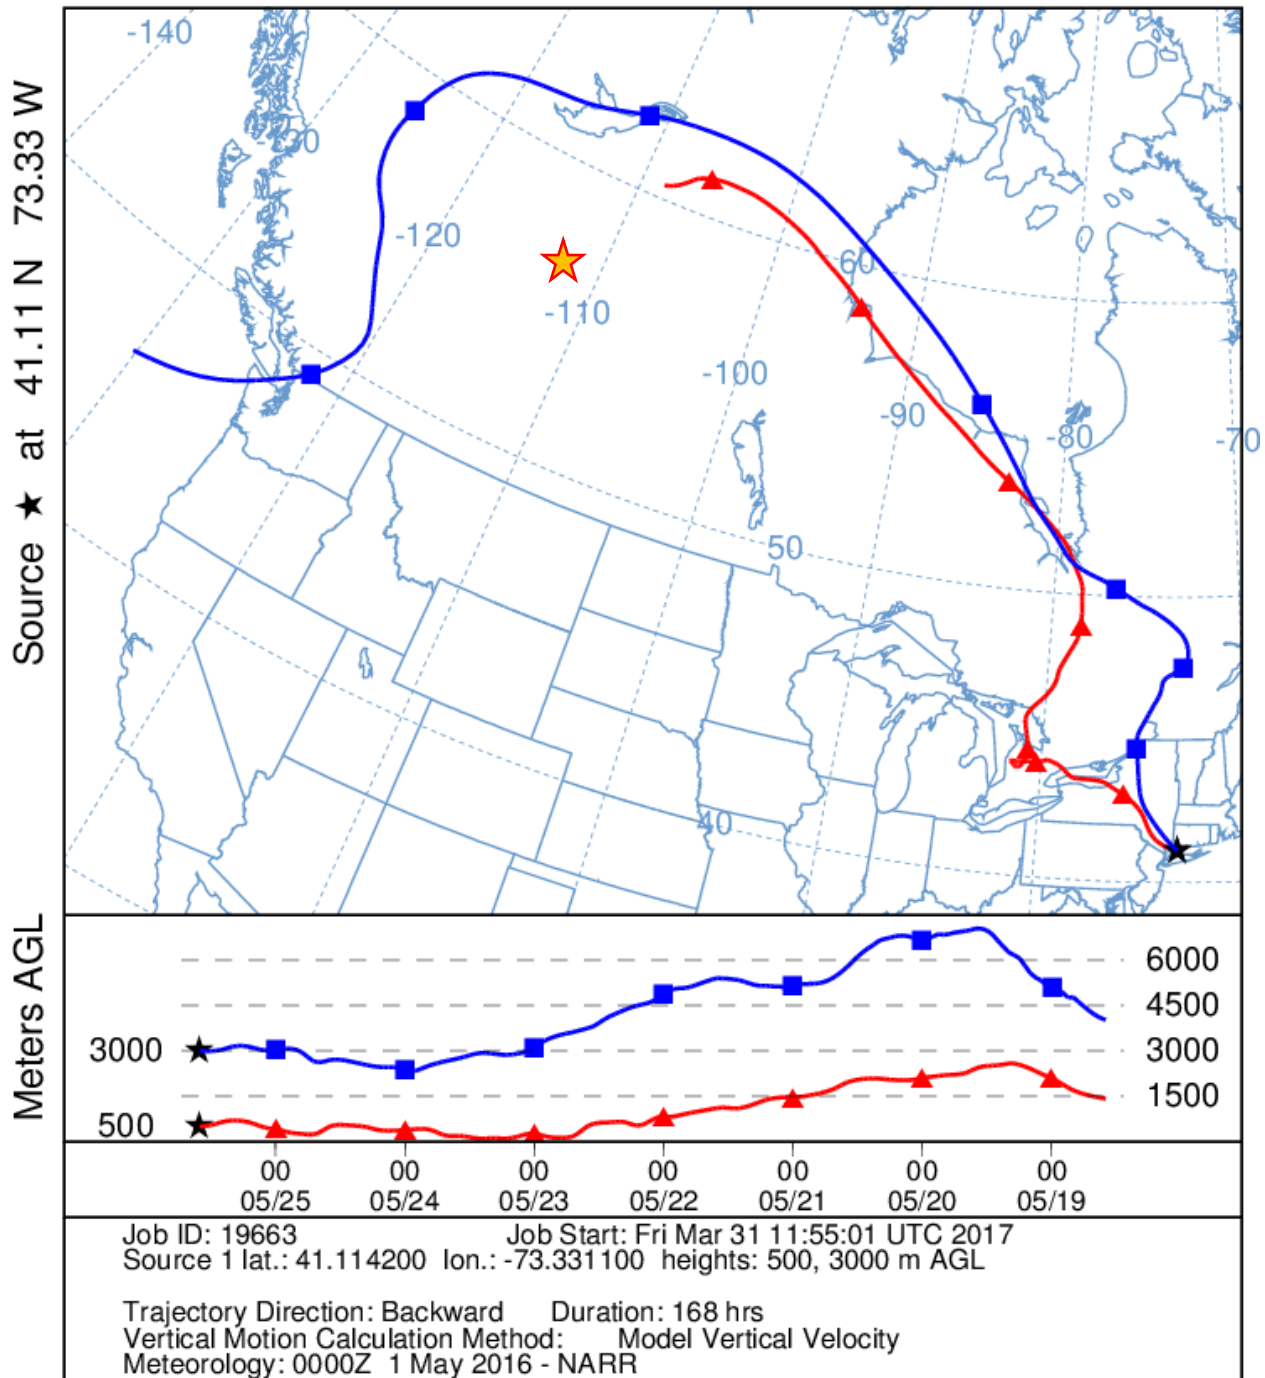 Source ★ at 41.11 N 73.33 W
-140
-120
-110
60
-100
-90
-80
-70
50
40
Meters AGL
6000
4500
3000
3000
1500
500
00 00 00 00 00 00 00
05/25 05/24 05/23 05/22 05/21 05/20 05/19
Job ID: 19663 Job Start: Fri Mar 31 11:55:01 UTC 2017
Source 1 lat.: 41.114200 lon.: -73.331100 heights: 500, 3000 m AGL
Trajectory Direction: Backward Duration: 168 hrs
Vertical Motion Calculation Method: Model Vertical Velocity
Meteorology: 0000Z 1 May 2016 - NARR